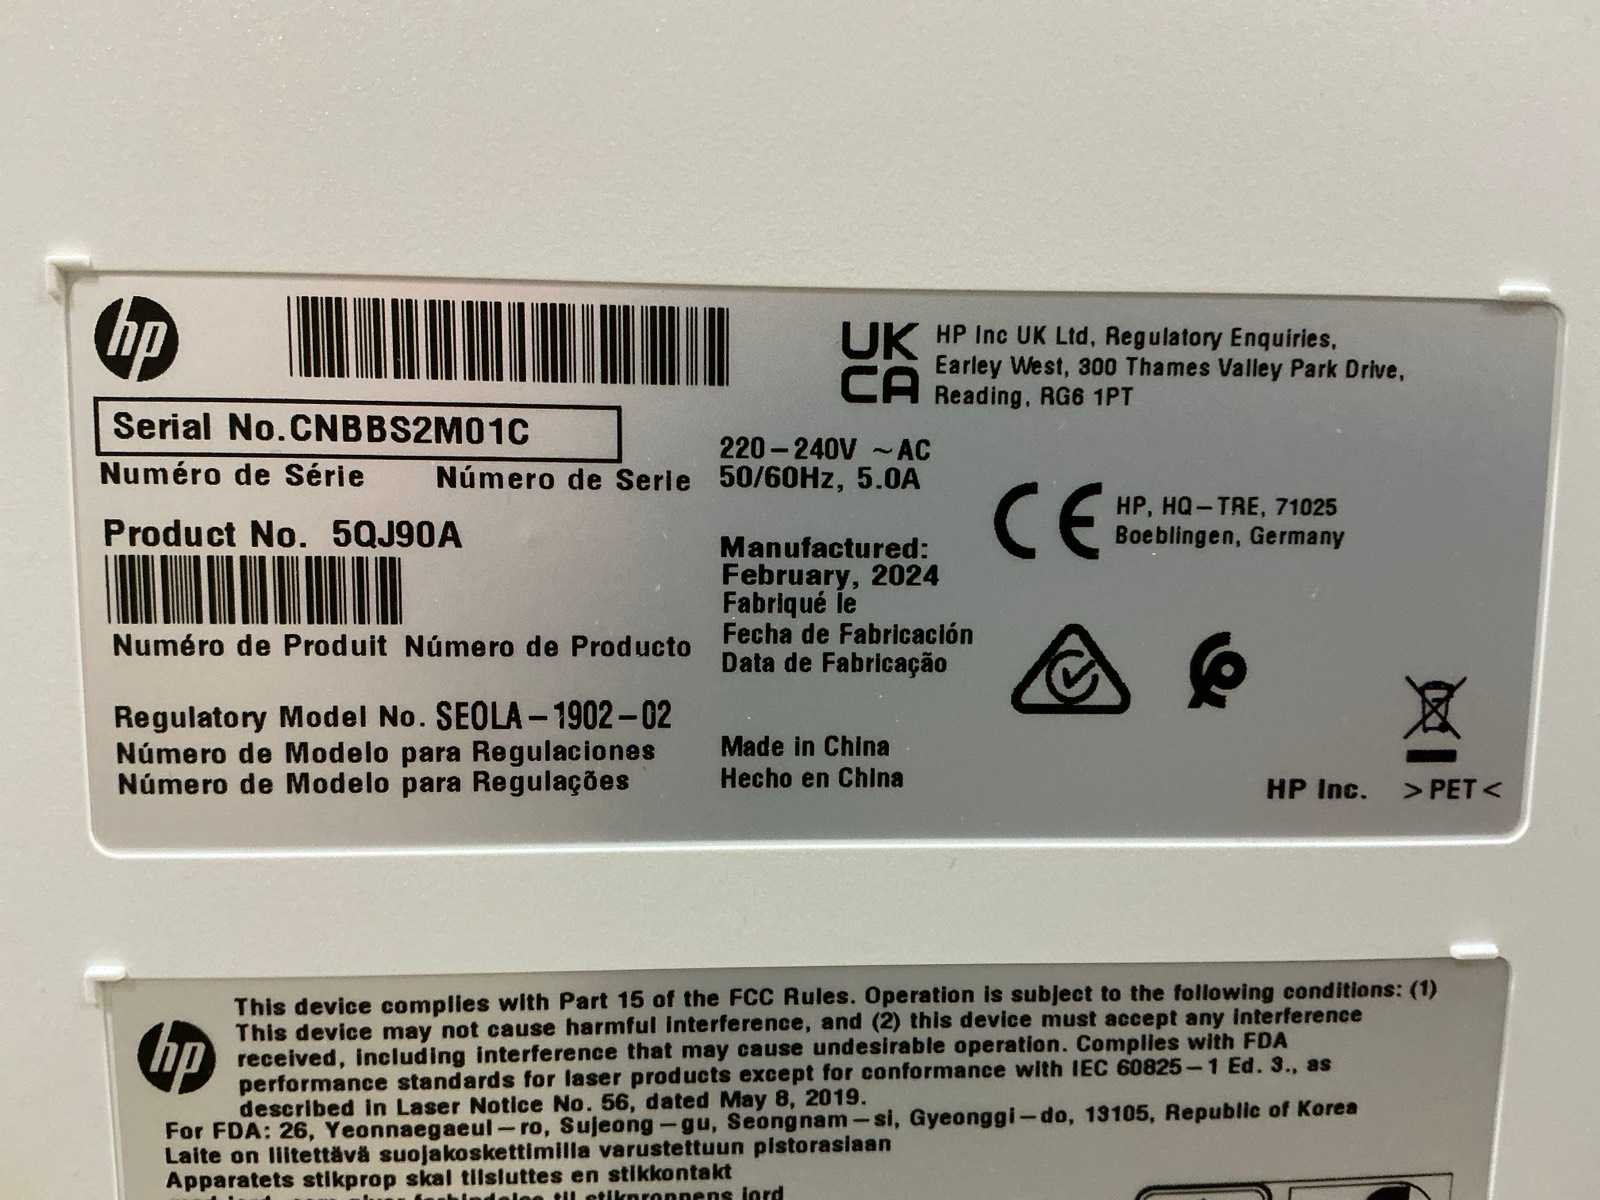 hp
Serial No.CNBBS2M01C
Numéro de Série Número de Serie
Product No. 5QJ90A
Numéro de Produit Número de Producto
Regulatory Model No. SEOLA-1902-02
Número de Modelo para Regulaciones
Número de Modelo para Regulações
220-240V ~AC
50/60Hz, 5.0A
Manufactured:
February, 2024
Fabriqué le
Fecha de Fabricación
Data de Fabricação
Made in China
Hecho en China
UK
CA
HP Inc UK Ltd, Regulatory Enquiries,
Earley West, 300 Thames Valley Park Drive,
Reading, RG6 1PT
CE
HP, HQ-TRE, 71025
Boeblingen, Germany
HP Inc. >PET<
hp
This device complies with Part 15 of the FCC Rules. Operation is subject to the following conditions: (1)
This device may not cause harmful interference, and (2) this device must accept any interference
received, including interference that may cause undesirable operation. Complies with FDA
performance standards for laser products except for conformance with IEC 60825-1 Ed. 3., as
described in Laser Notice No. 56, dated May 8, 2019.
For FDA: 26, Yeonnaegaeul-ro, Sujeong-gu, Seongnam-si, Gyeonggi-do, 13105, Republic of Korea
Laite on liitettävä suojakoskettimilla varustettuun pistorasiaan
Apparatets stikprop skal tilsluttes en stikkontakt
med jord, som giver forbindelse til stikproppens jord